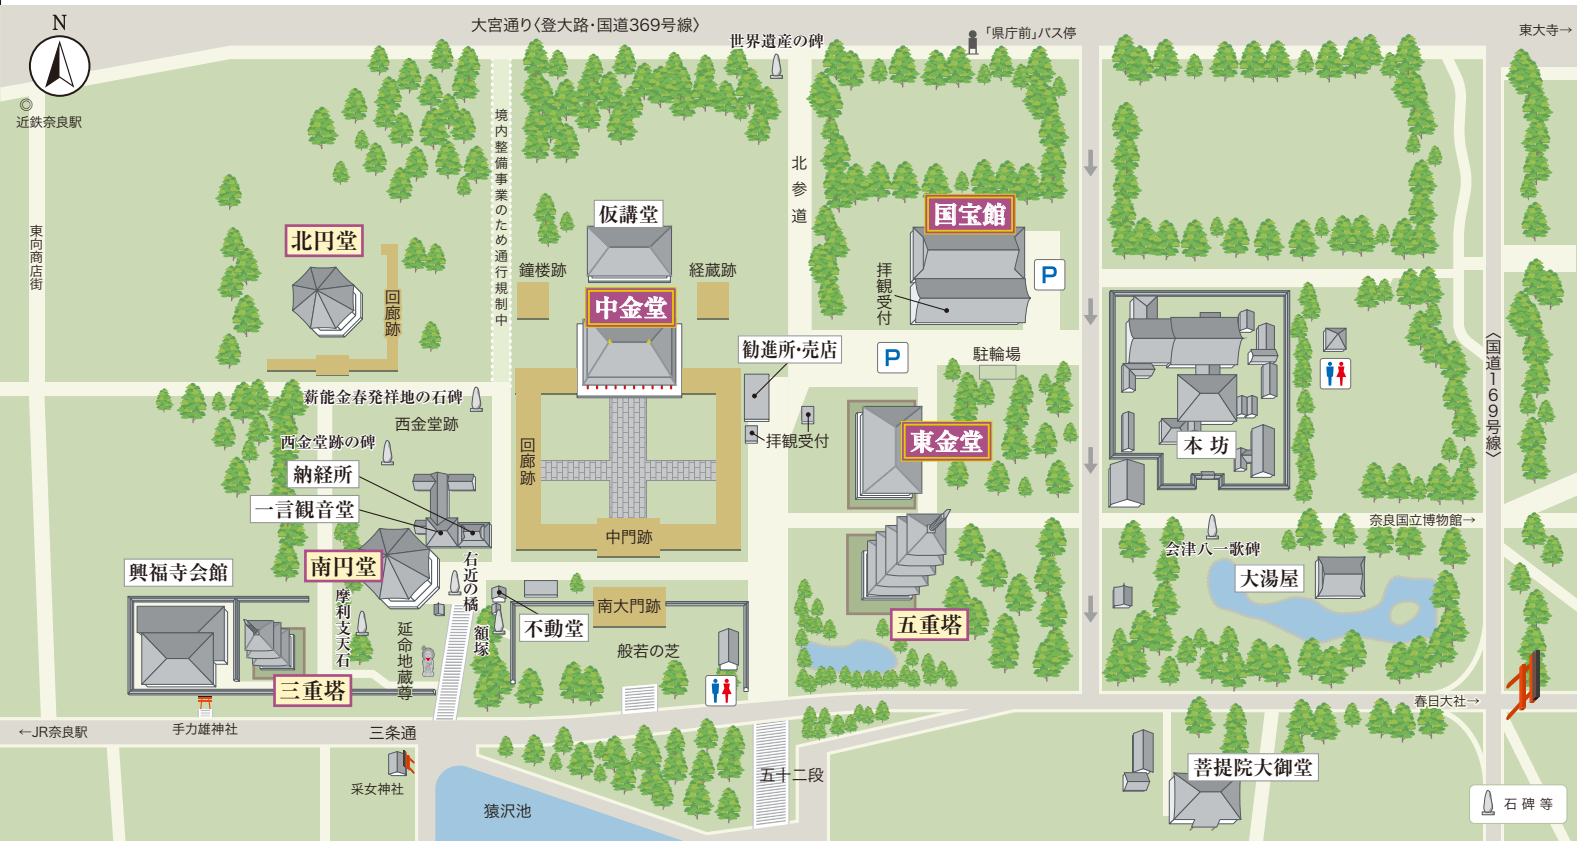 N
大宮通り〈登大路・国道369号線〉
世界遺産の碑
「県庁前」バス停
東大寺→
◎
近鉄奈良駅
境内整備事業のため通行規制中
北参道
東向商店街
仮講堂
国宝館
北円堂
回廊跡
鐘楼跡
経蔵跡
中金堂
拝観受付
P
勧進所・売店
P
駐輪場
〈国道169号線〉
薪能金春発祥地の石碑
西金堂跡
西金堂跡の碑
回廊跡
拝観受付
東金堂
本坊
納経所
一言観音堂
中門跡
奈良国立博物館→
会津八一歌碑
南円堂
右近の橘
興福寺会館
大湯屋
摩利支天石
延命地蔵尊
額塚
不動堂
南大門跡
般若の芝
五重塔
三重塔
春日大社→
手力雄神社
←JR奈良駅
三条通
采女神社
猿沢池
五十二段
菩提院大御堂
石碑等